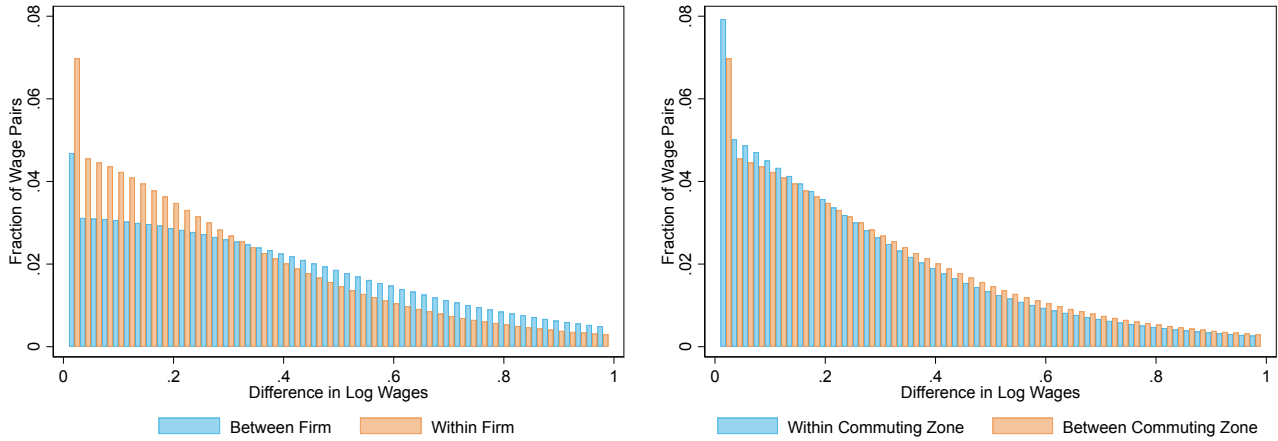 Fraction of Wage Pairs
.08
.06
.04
.02
0
0 .2 .4 .6 .8 1
Difference in Log Wages
Between Firm Within Firm
Fraction of Wage Pairs
.08
.06
.04
.02
0
0 .2 .4 .6 .8 1
Difference in Log Wages
Within Commuting Zone Between Commuting Zone